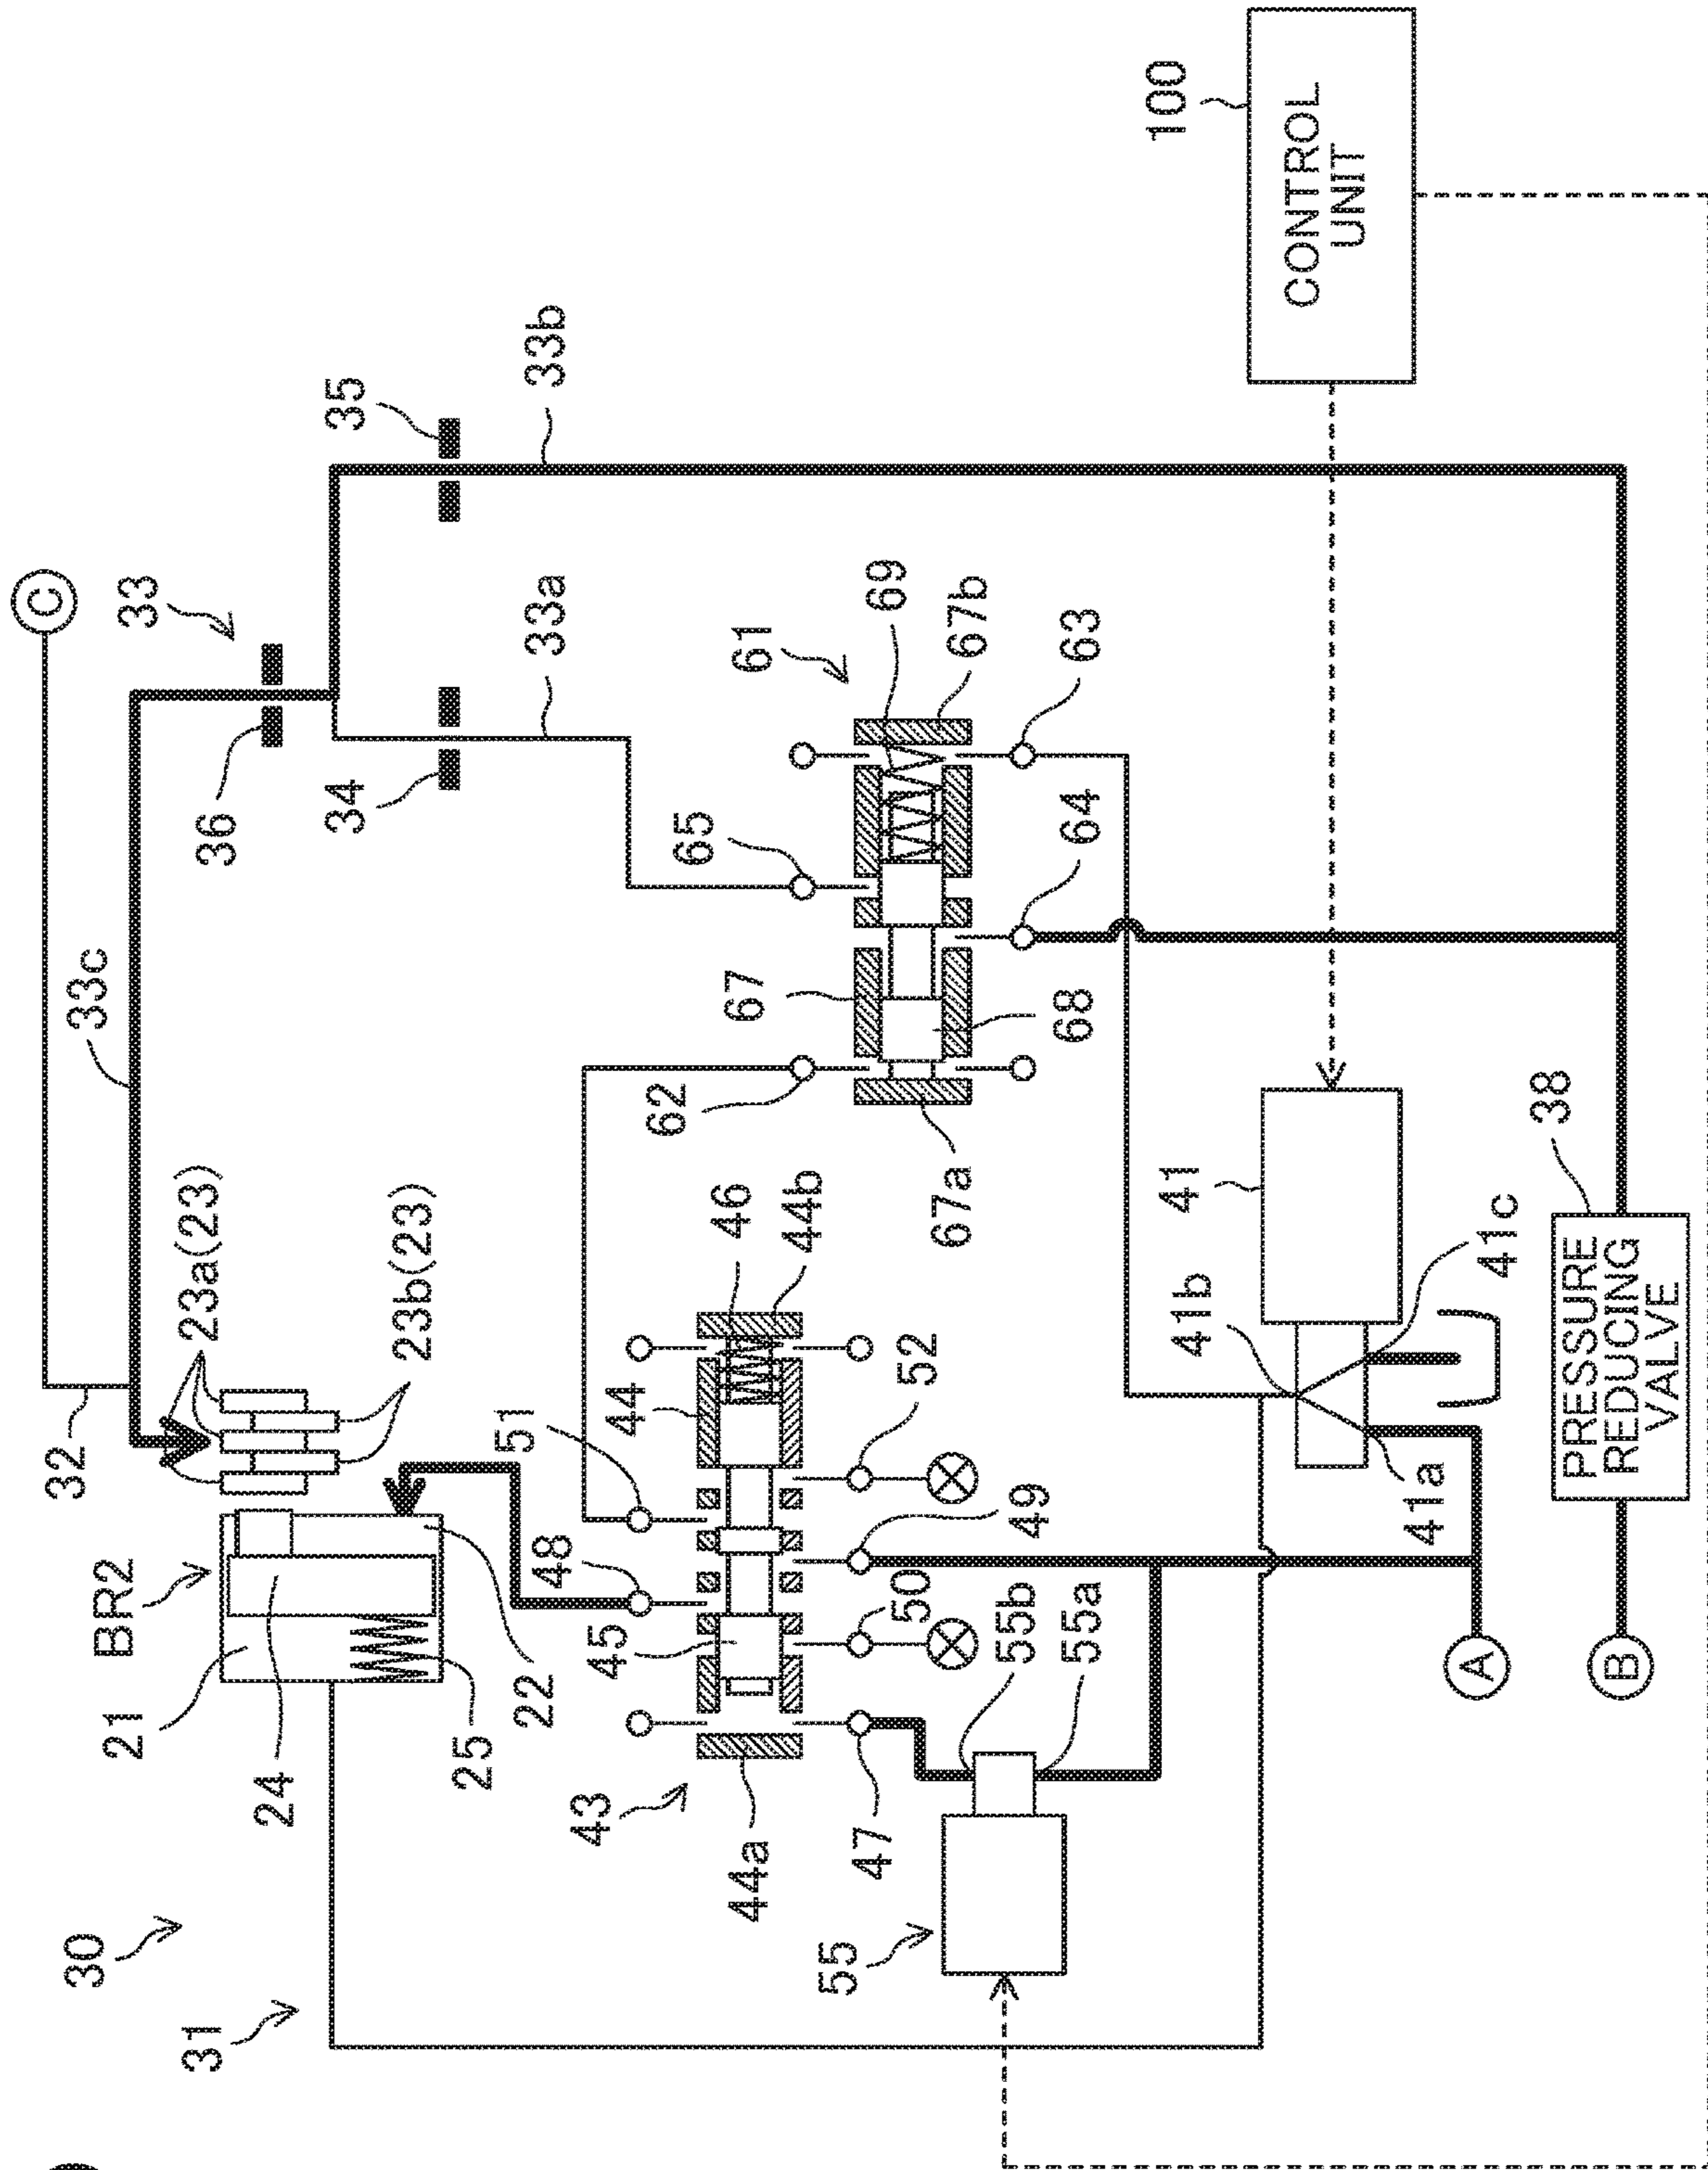 C
30
32
33c
BR2
21
33
31
23a(23)
36
24
34
35
23b(23)
25
22
51
48
33a
33b
43
45
44
62
65
44a
46
67
61
44b
55
47
69
50
52
67a
67b
55b
49
55a
68
64
63
41b
41
100
CONTROL
UNIT
41a
41c
A
38
PRESSURE
REDUCING
VALVE
B